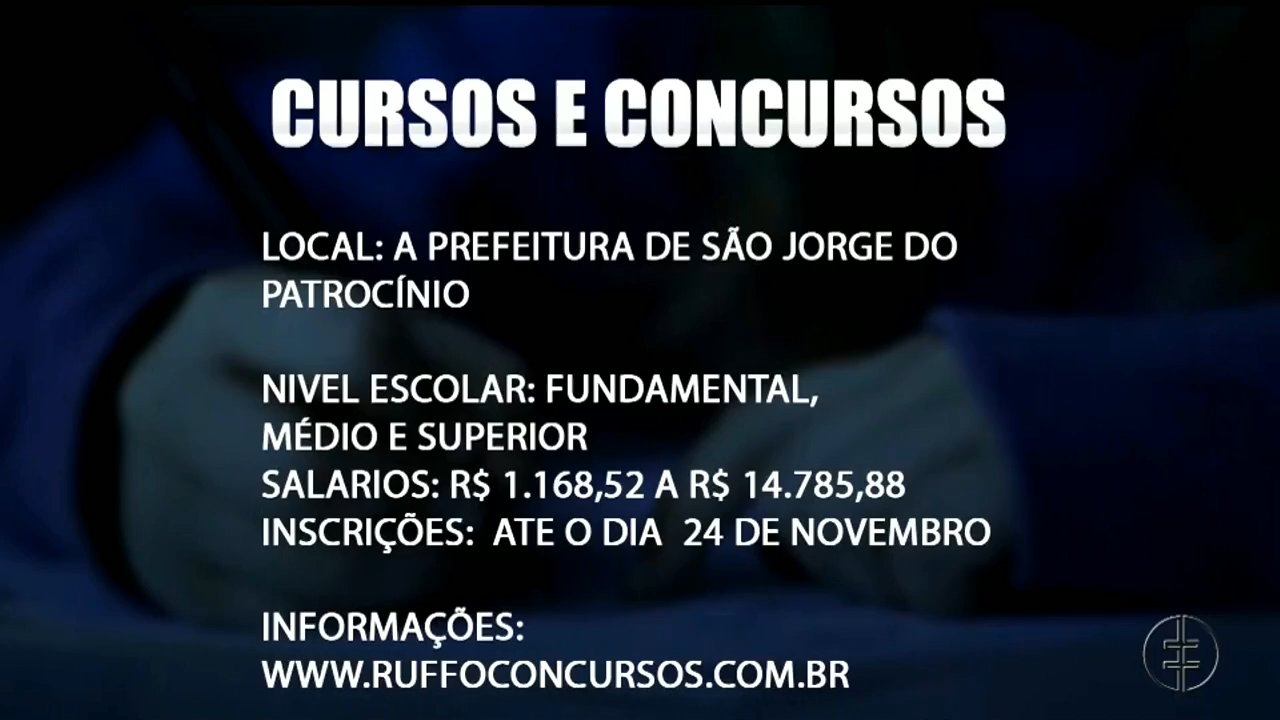 CURSOS E CONCURSOS
LOCAL: A PREFEITURA DE SÃO JORGE DO
PATROCÍNIO
NIVEL ESCOLAR: FUNDAMENTAL,
MÉDIO E SUPERIOR
SALARIOS: R$ 1.168,52 A R$ 14.785,88
INSCRIÇÕES:  ATE O DIA  24 DE NOVEMBRO
INFORMAÇÕES:
WWW.RUFFOCONCURSOS.COM.BR